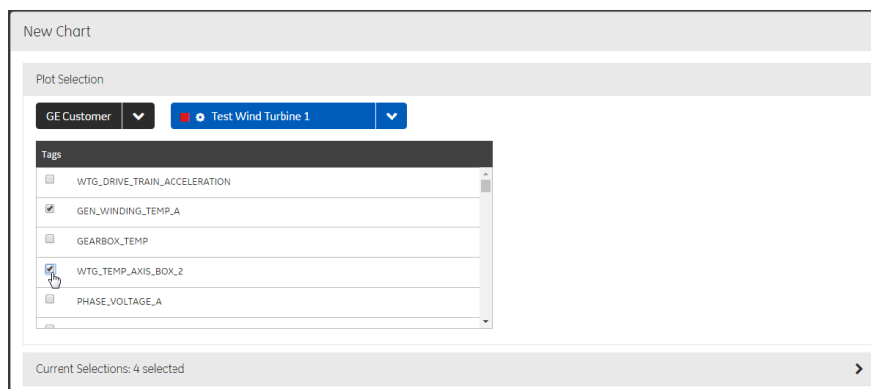 New Chart
Plot Selection
GE Customer
Test Wind Turbine 1
Tags
WTG_DRIVE_TRAIN_ACCELERATION
GEN_WINDING_TEMP_A
GEARBOX_TEMP
WTG_TEMP_AXIS_BOX_2
PHASE_VOLTAGE_A
Current Selections: 4 selected